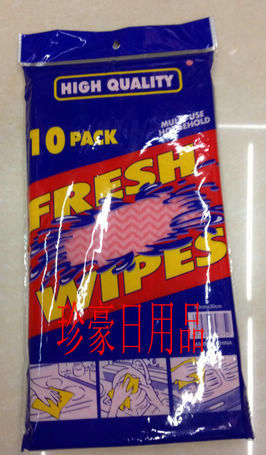 HIGH QUALITY
10 PACK
MULTI USE
HOUSEHOLD
FRESH
WIPES
珍豪日用品